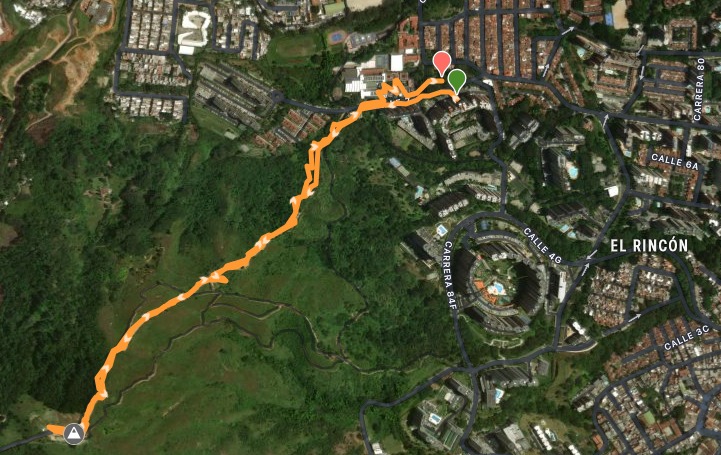 C
CARRERA 80
CALLE 6A
EL RINCÓN
CALLE 4G
CARRERA 84F
CALLE 3C